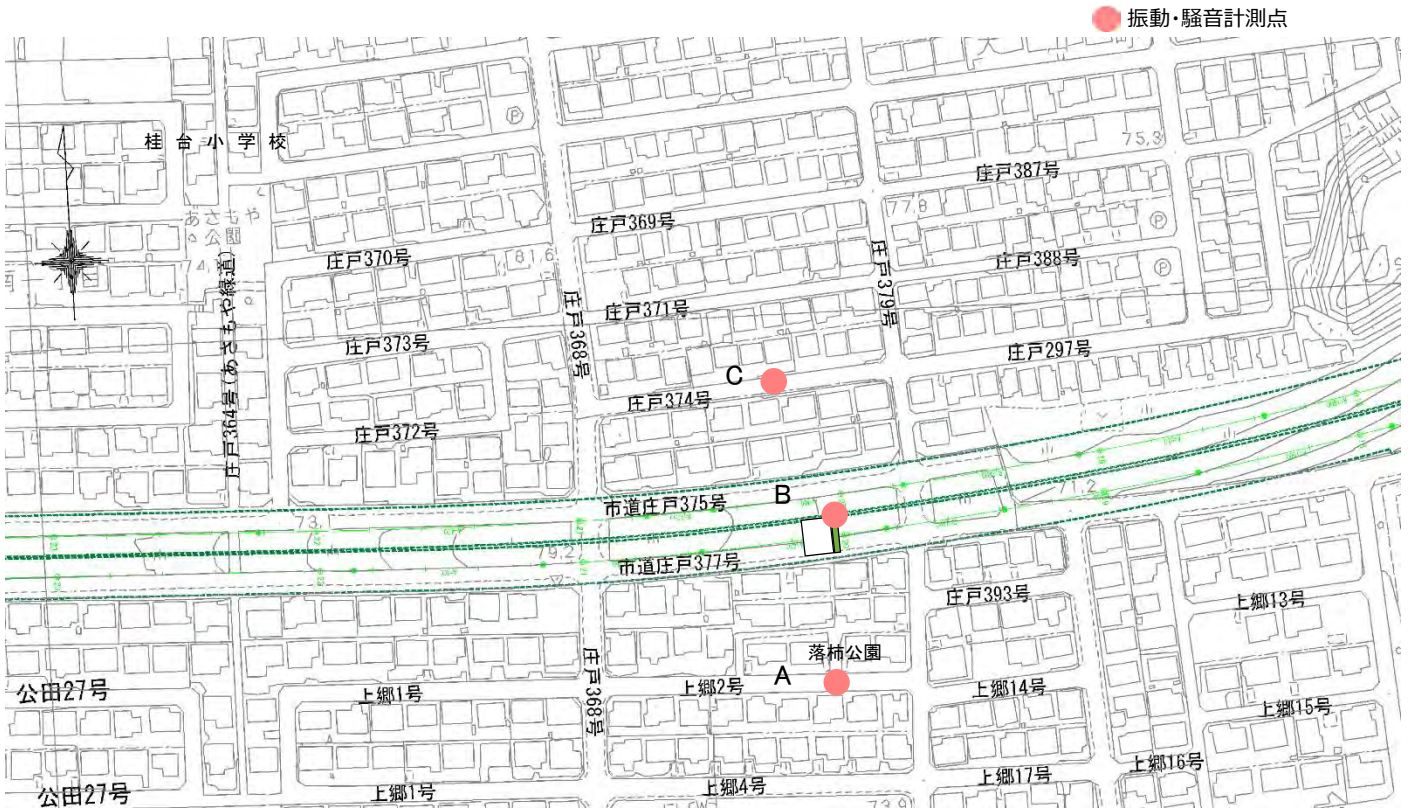 振動・騒音計測点
桂台小学校
75.3
庄戸387号
あさもや
公園
77.8
庄戸369号
庄戸370号
81.6
庄戸379号
庄戸388号
庄戸364号(あさもや緑道)
庄戸368号
庄戸371号
庄戸373号
庄戸297号
C
庄戸374号
庄戸372号
B
市道庄戸375号
71.2
73.1
79.2
市道庄戸377号
庄戸393号
上郷13号
落柿公園
庄戸368号
A
公田27号
上郷1号
上郷2号
上郷14号
上郷15号
上郷16号
上郷17号
公田27号
上郷1号
上郷4号
73.9